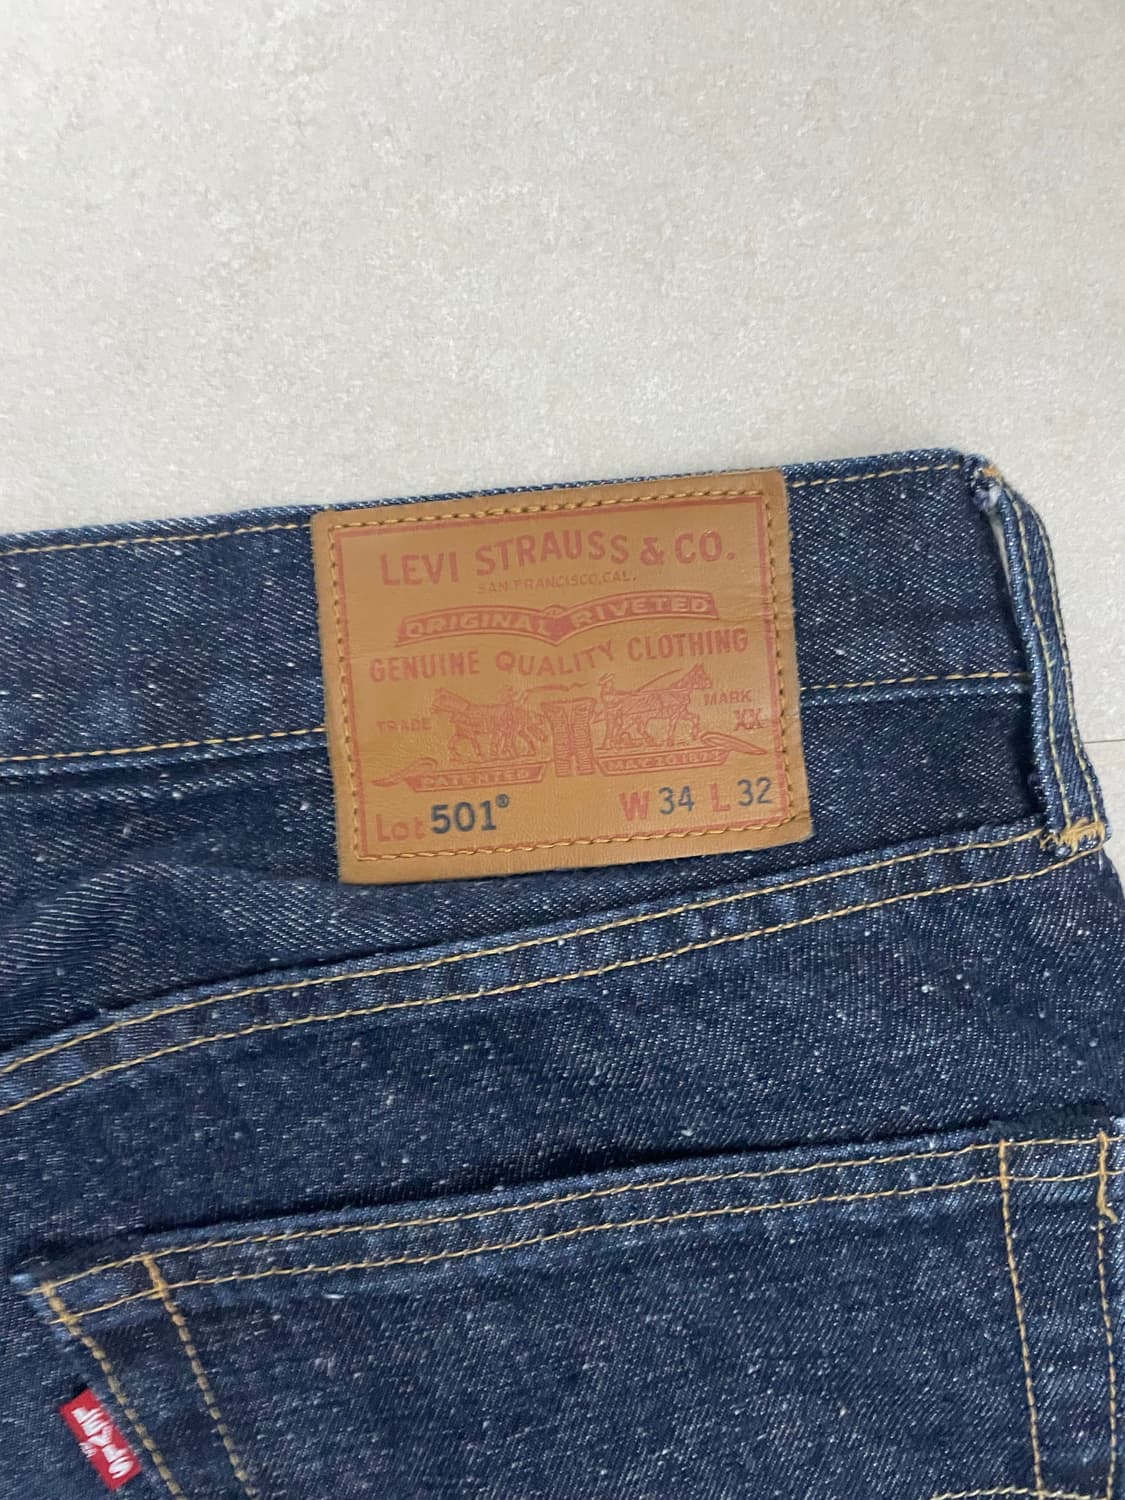 LEVI STRAUSS & CO.
SAN FRANCISCO, CAL.
ORIGINAL RIVETED
GENUINE QUALITY CLOTHING
TRADE MARK
XX
PATENTED MAY 20 1873
Lot 501® W 34 L 32
LEVI'S